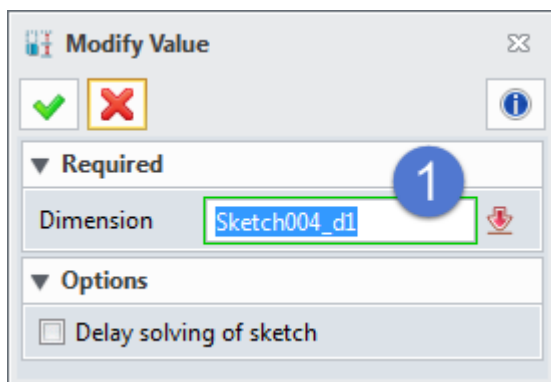 Modify Value
Required
1
Dimension Sketch004_d1
Options
Delay solving of sketch